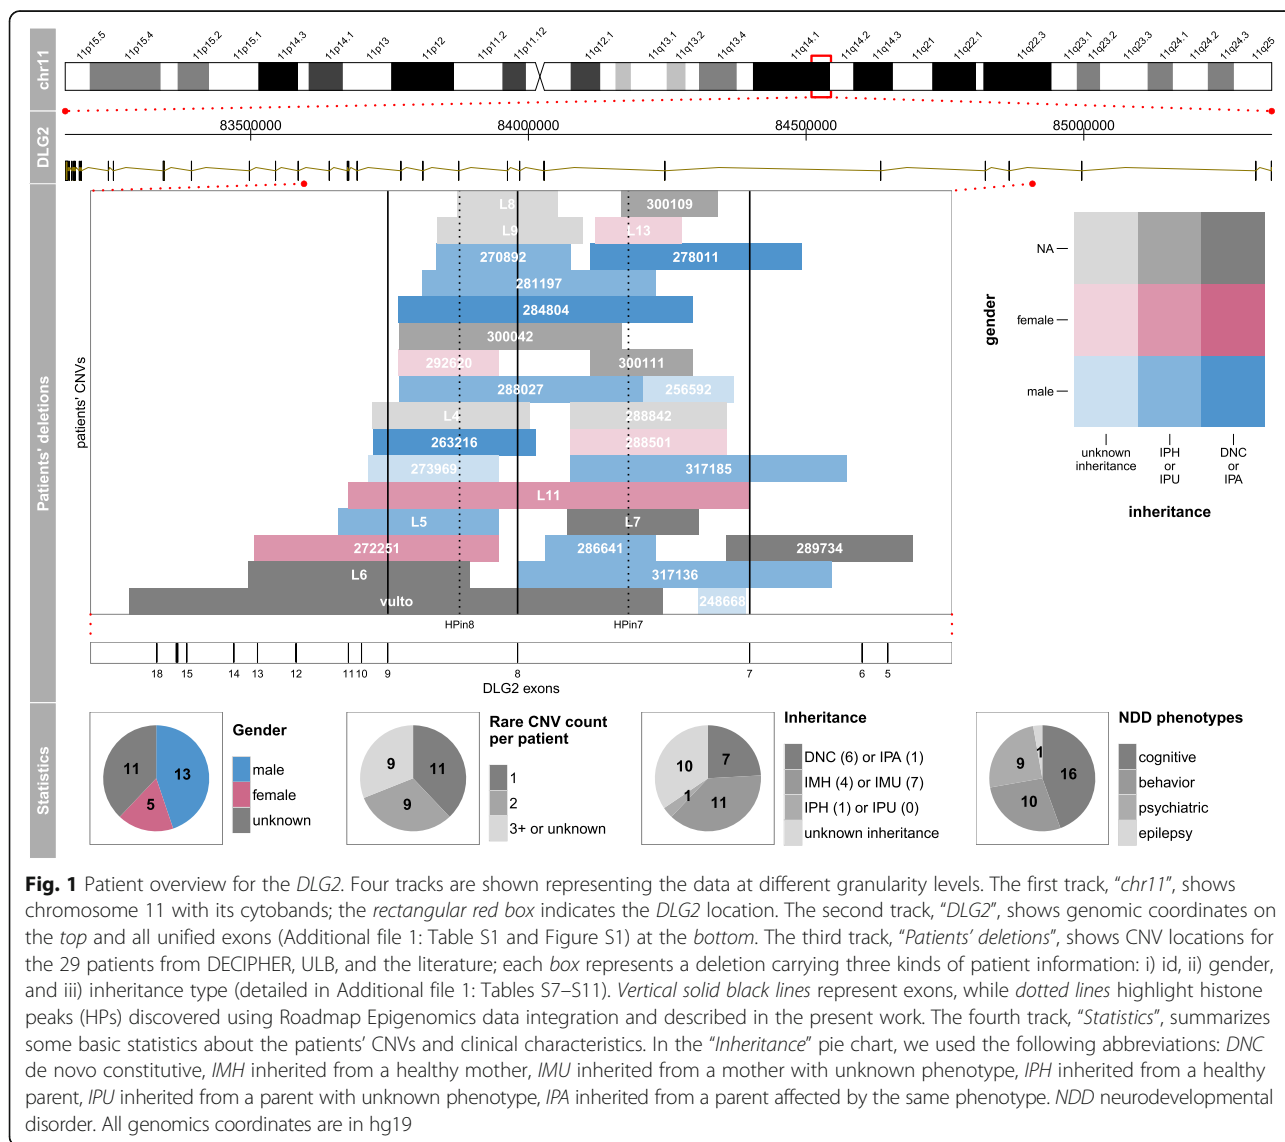 chr11
11p15.5
11p15.4
11p15.2
11p15.1
11p14.3
11p14.1
11p13
11p12
11p11.2
11p11.12
11q12.1
11q13.1
11q13.2
11q13.4
11q14.1
11q14.2
11q14.3
11q21
11q22.1
11q22.3
11q23.1
11q23.2
11q23.3
11q24.1
11q24.2
11q24.3
11q25
DLG2
83500000
84000000
84500000
85000000
Patients' deletions
patients' CNVs
L8
300109
L9
L13
270892
278011
281197
284804
300042
292620
300111
288027
256592
L4
288842
263216
288501
273969
317185
L11
L5
L7
272251
286641
289734
L6
317136
vulto
248668
HPin8
HPin7
18
15
14
13
12
11
10
9
8
7
6
5
DLG2 exons
gender
NA
female
male
unknown
inheritance
IPH
or
IPU
DNC
or
IPA
inheritance
Statistics
11
13
5
Gender
male
female
unknown
9
11
9
Rare CNV count
per patient
1
2
3+ or unknown
10
7
1
11
Inheritance
DNC (6) or IPA (1)
IMH (4) or IMU (7)
IPH (1) or IPU (0)
unknown inheritance
1
9
16
10
NDD phenotypes
cognitive
behavior
psychiatric
epilepsy
Fig. 1 Patient overview for the DLG2. Four tracks are shown representing the data at different granularity levels. The first track, “chr11”, shows
chromosome 11 with its cytobands; the rectangular red box indicates the DLG2 location. The second track, “DLG2”, shows genomic coordinates on
the top and all unified exons (Additional file 1: Table S1 and Figure S1) at the bottom. The third track, “Patients’ deletions”, shows CNV locations for
the 29 patients from DECIPHER, ULB, and the literature; each box represents a deletion carrying three kinds of patient information: i) id, ii) gender,
and iii) inheritance type (detailed in Additional file 1: Tables S7–S11). Vertical solid black lines represent exons, while dotted lines highlight histone
peaks (HPs) discovered using Roadmap Epigenomics data integration and described in the present work. The fourth track, “Statistics”, summarizes
some basic statistics about the patients’ CNVs and clinical characteristics. In the “Inheritance” pie chart, we used the following abbreviations: DNC
de novo constitutive, IMH inherited from a healthy mother, IMU inherited from a mother with unknown phenotype, IPH inherited from a healthy
parent, IPU inherited from a parent with unknown phenotype, IPA inherited from a parent affected by the same phenotype. NDD neurodevelopmental
disorder. All genomics coordinates are in hg19